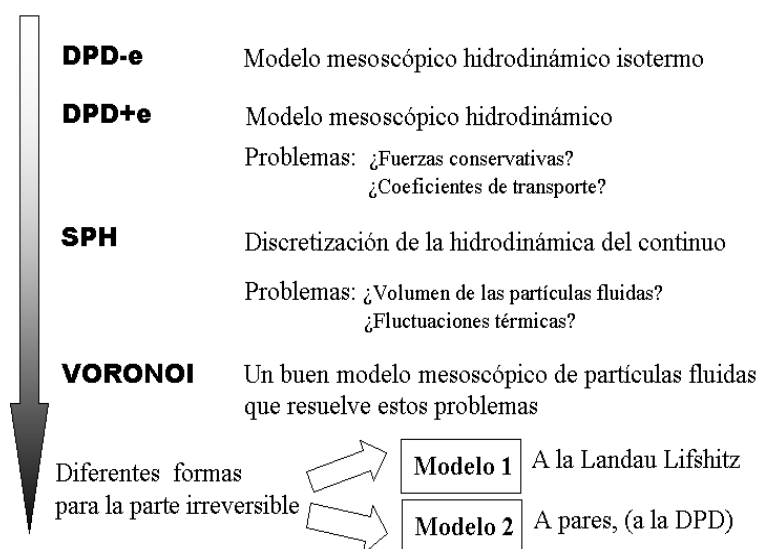 DPD-e Modelo mesoscópico hidrodinámico isotermo
DPD+e Modelo mesoscópico hidrodinámico
Problemas: ¿Fuerzas conservativas?
¿Coeficientes de transporte?
SPH Discretización de la hidrodinámica del continuo
Problemas: ¿Volumen de las partículas fluidas?
¿Fluctuaciones térmicas?
VORONOI Un buen modelo mesoscópico de partículas fluidas
que resuelve estos problemas
Diferentes formas
para la parte irreversible
Modelo 1 A la Landau Lifshitz
Modelo 2 A pares, (a la DPD)